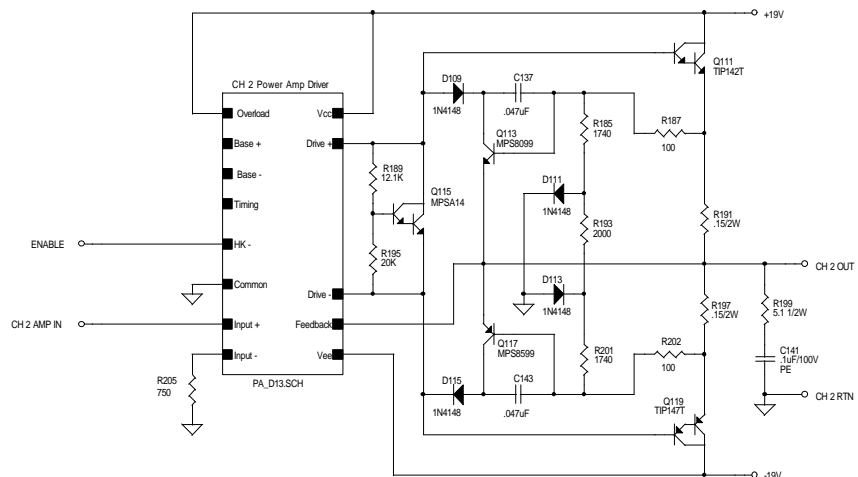 +19V
CH 2 Power Amp Driver
Q111
TIP142T
D109
1N4148
C137
.047uF
Overload
Vcc
Base +
Drive +
Base -
Timing
HK -
Common
Drive -
Input +
Feedback
Input -
Vee
PA_D13.SCH
ENABLE
CH 2 AMP IN
R205
750
R189
12.1K
Q115
MPSA14
R195
20K
Q113
MPS8099
R185
1740
R187
100
D111
1N4148
R193
2000
R191
.15/2W
CH 2 OUT
D113
1N4148
R197
.15/2W
R199
5.1 1/2W
Q117
MPS8599
R201
1740
R202
100
C141
.1uF/100V
PE
D115
1N4148
C143
.047uF
CH 2 RTN
Q119
TIP147T
-19V